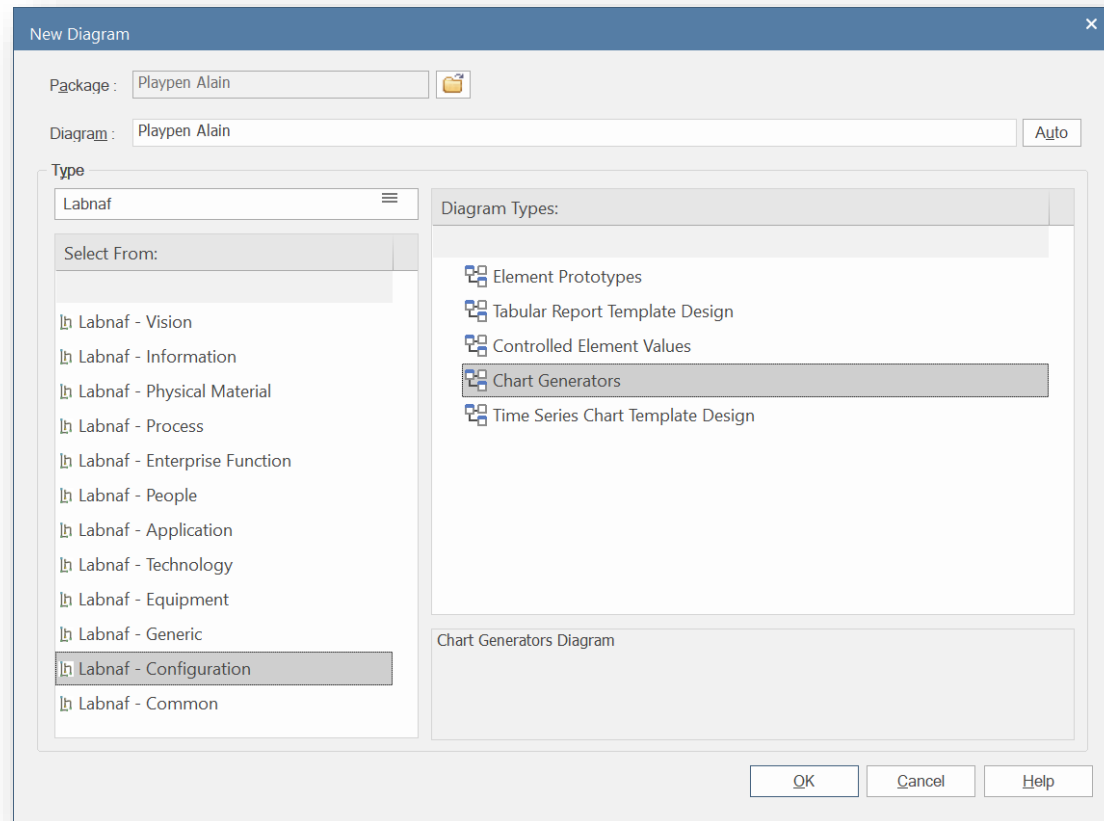 New Diagram
Package :
Playpen Alain
Diagram :
Playpen Alain
Auto
Type
Labnaf
Select From:
Labnaf - Vision
Labnaf - Information
Labnaf - Physical Material
Labnaf - Process
Labnaf - Enterprise Function
Labnaf - People
Labnaf - Application
Labnaf - Technology
Labnaf - Equipment
Labnaf - Generic
Labnaf - Configuration
Labnaf - Common
Diagram Types:
Element Prototypes
Tabular Report Template Design
Controlled Element Values
Chart Generators
Time Series Chart Template Design
Chart Generators Diagram
OK
Cancel
Help